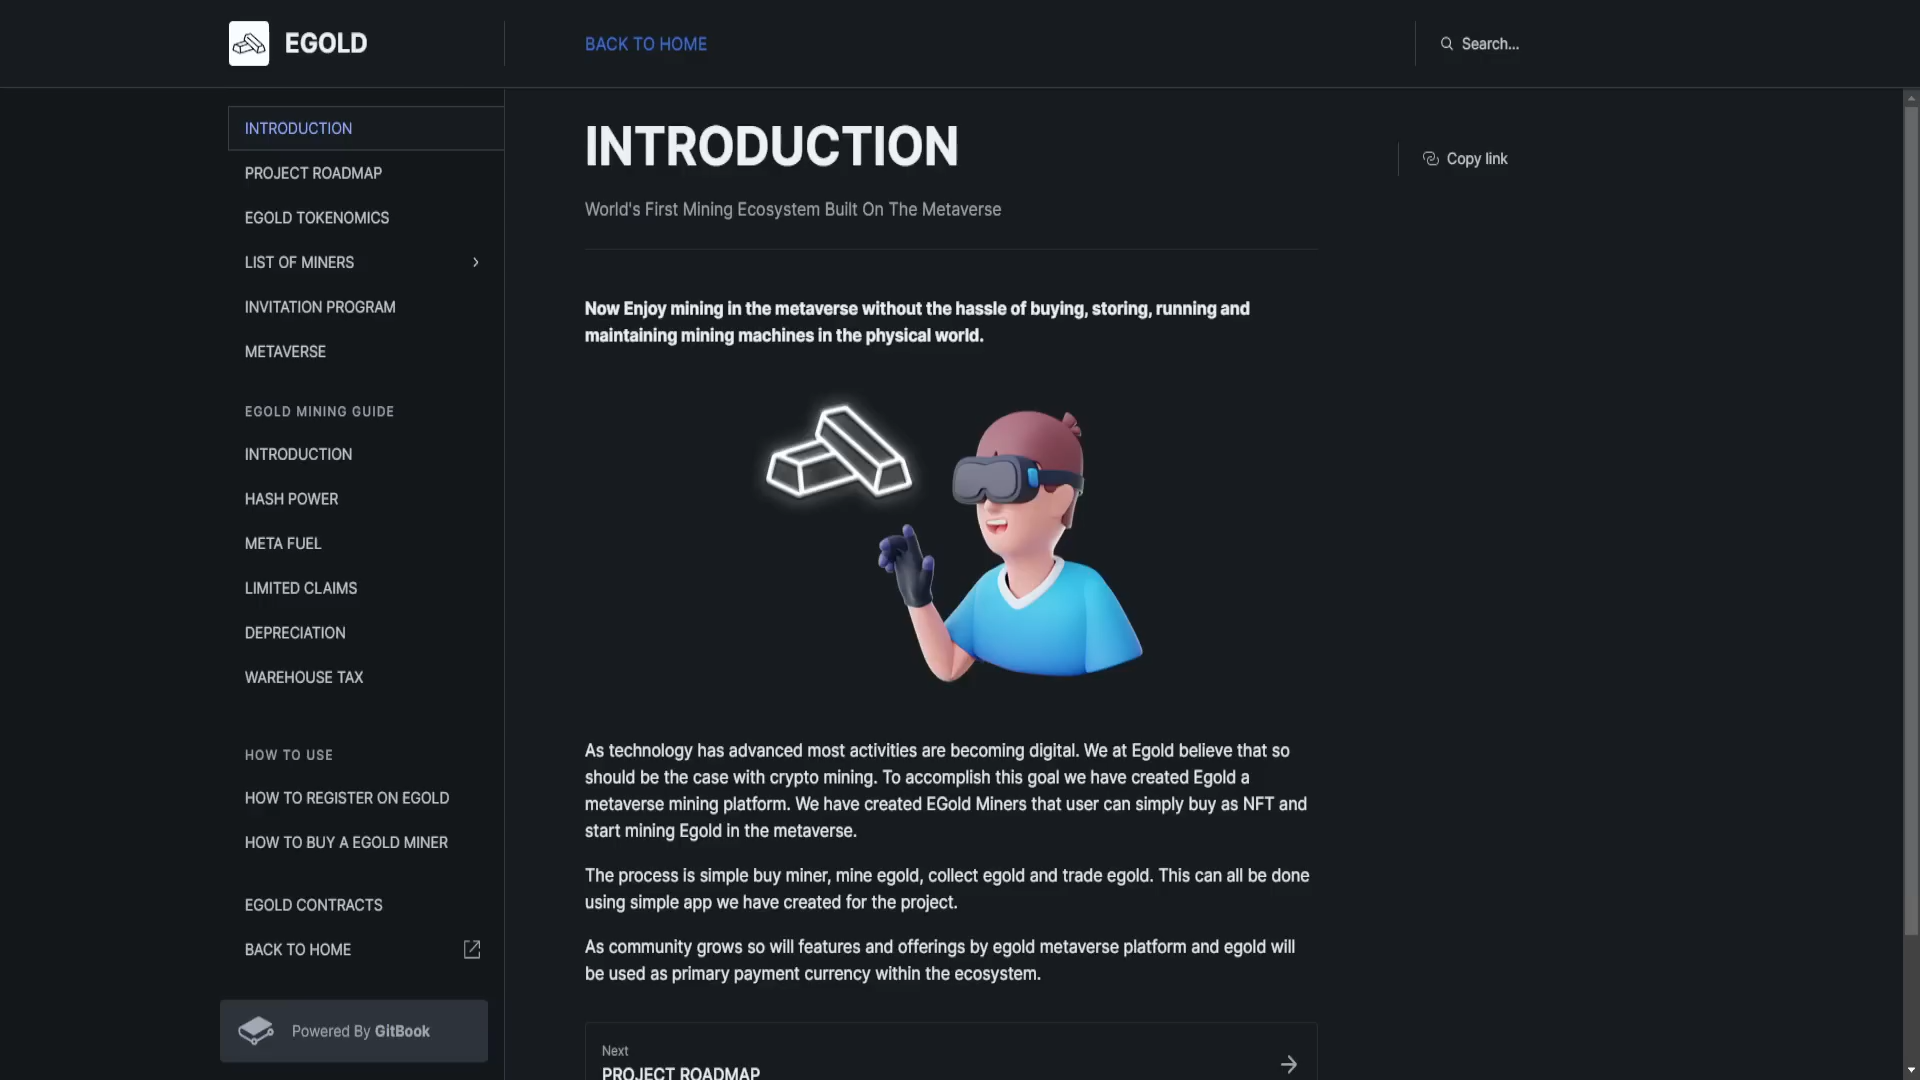 EGOLD
BACK TO HOME
Search...
INTRODUCTION
PROJECT ROADMAP
EGOLD TOKENOMICS
LIST OF MINERS
INVITATION PROGRAM
METAVERSE
EGOLD MINING GUIDE
INTRODUCTION
HASH POWER
META FUEL
LIMITED CLAIMS
DEPRECIATION
WAREHOUSE TAX
HOW TO USE
HOW TO REGISTER ON EGOLD
HOW TO BUY A EGOLD MINER
EGOLD CONTRACTS
BACK TO HOME
Powered By GitBook
INTRODUCTION
Copy link
World's First Mining Ecosystem Built On The Metaverse
Now Enjoy mining in the metaverse without the hassle of buying, storing, running and
maintaining mining machines in the physical world.
As technology has advanced most activities are becoming digital. We at Egold believe that so
should be the case with crypto mining. To accomplish this goal we have created Egold a
metaverse mining platform. We have created EGold Miners that user can simply buy as NFT and
start mining Egold in the metaverse.
The process is simple buy miner, mine egold, collect egold and trade egold. This can all be done
using simple app we have created for the project.
As community grows so will features and offerings by egold metaverse platform and egold will
be used as primary payment currency within the ecosystem.
Next
PROJECT ROADMAP